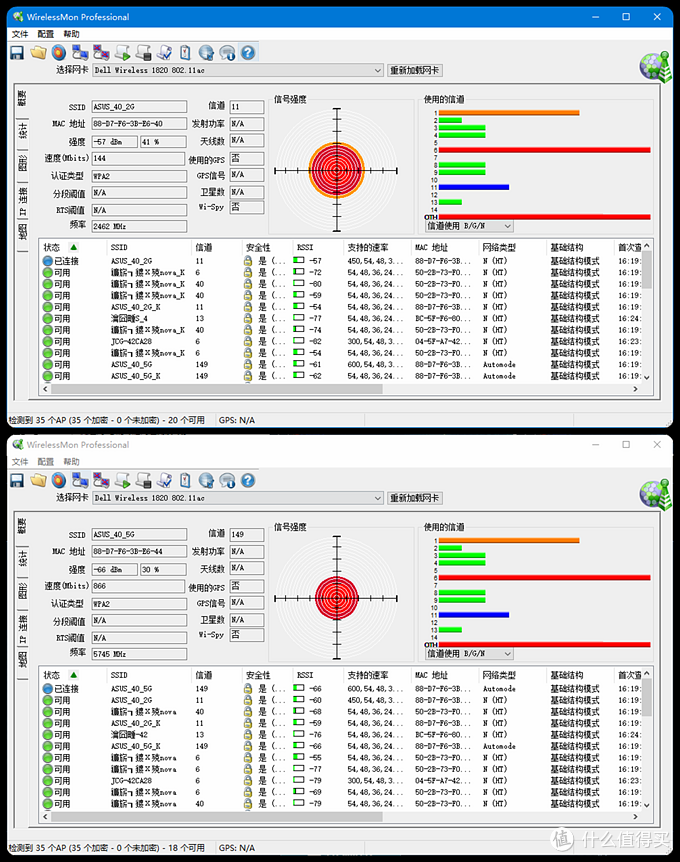 WirelessMon Professional
文件 配置 帮助
选择网卡 Dell Wireless 1820 802.11ac 重新加载网卡
概要
统计
图形
IP 连接
地图
SSID ASUS_40_2G 信道 11
MAC 地址 88-D7-F6-3B-E6-40 发射功率 N/A
强度 -57 dBm 41 % 天线数 N/A
速度(Mbits) 144 使用的GPS 否
认证类型 WPA2 GPS信号 N/A
分段阈值 N/A 卫星数 N/A
RTS阈值 N/A Wi-Spy 否
频率 2462 MHz
信号强度
使用的信道
1
2
3
4
5
6
7
8
9
10
11
12
13
14
OTH
信道使用 B/G/N
状态 SSID 信道 安全性 RSSI 支持的速率 MAC 地址 网络类型 基础结构 首次查
已连接 ASUS_40_2G 11 是 (... -57 450,54,48,3... 88-D7-F6-3B... N (HT) 基础结构模式 16:19:
可用 nova_K 6 是 (... -72 54,48,36,24... 50-2B-73-F0... N (HT) 基础结构模式 16:19:
可用 nova_K 40 是 (... -80 54,48,36,24... 50-2B-73-F0... N (HT) 基础结构模式 16:19:
可用 nova_K 40 是 (... -59 54,48,36,24... 50-2B-73-F0... N (HT) 基础结构模式 16:19:
可用 ASUS_40_2G_K 11 是 (... -54 54,48,36,24... 88-D7-F6-3B... N (HT) 基础结构模式 16:19:
可用 _4 13 是 (... -77 54,48,36,24... BC-5F-F6-80... N (HT) 基础结构模式 16:24:
可用 nova_K 40 是 (... -74 54,48,36,24... 50-2B-73-F0... N (HT) 基础结构模式 16:19:
可用 JCG-42CA28 6 是 (... -82 300,54,48,3... 04-5F-A7-42... N (HT) 基础结构模式 16:23:
可用 nova_K 6 是 (... -54 54,48,36,24... 50-2B-73-F0... N (HT) 基础结构模式 16:19:
可用 ASUS_40_5G 149 是 (... -61 600,54,48,3... 88-D7-F6-3B... Automode 基础结构模式 16:19:
可用 ASUS_40_5G_K 149 是 (... -62 54,48,36,24... 88-D7-F6-3B... Automode 基础结构模式 16:19:
检测到 35 个AP (35 个加密 - 0 个未加密) - 20 个可用 GPS: N/A
WirelessMon Professional
文件 配置 帮助
选择网卡 Dell Wireless 1820 802.11ac 重新加载网卡
概要
统计
图形
IP 连接
地图
SSID ASUS_40_5G 信道 149
MAC 地址 88-D7-F6-3B-E6-44 发射功率 N/A
强度 -66 dBm 30 % 天线数 N/A
速度(Mbits) 866 使用的GPS 否
认证类型 WPA2 GPS信号 N/A
分段阈值 N/A 卫星数 N/A
RTS阈值 N/A Wi-Spy 否
频率 5745 MHz
信号强度
使用的信道
1
2
3
4
5
6
7
8
9
10
11
12
13
14
OTH
信道使用 B/G/N
状态 SSID 信道 安全性 RSSI 支持的速率 MAC 地址 网络类型 基础结构 首次查
已连接 ASUS_40_5G 149 是 (... -66 600,54,48,3... 88-D7-F6-3B... Automode 基础结构模式 16:19:
可用 ASUS_40_2G 11 是 (... -60 450,54,48,3... 88-D7-F6-3B... N (HT) 基础结构模式 16:19:
可用 nova 40 是 (... -68 54,48,36,24... 50-2B-73-F0... N (HT) 基础结构模式 16:19:
可用 ASUS_40_2G_K 11 是 (... -59 54,48,36,24... 88-D7-F6-3B... N (HT) 基础结构模式 16:19:
可用 -42 13 是 (... -76 54,48,36,24... BC-5F-F6-80... N (HT) 基础结构模式 16:24:
可用 ASUS_40_5G_K 149 是 (... -66 54,48,36,24... 88-D7-F6-3B... Automode 基础结构模式 16:19:
可用 nova 6 是 (... -55 54,48,36,24... 50-2B-73-F0... N (HT) 基础结构模式 16:19:
可用 nova 6 是 (... -77 54,48,36,24... 50-2B-73-F0... N (HT) 基础结构模式 16:19:
可用 JCG-42CA28 6 是 (... -79 300,54,48,3... 04-5F-A7-42... N (HT) 基础结构模式 16:23:
可用 nova 6 是 (... -69 54,48,36,24... 50-2B-73-F0... N (HT) 基础结构模式 16:19:
可用 nova 40 是 (... -79 54,48,36,24... 50-2B-73-F0... N (HT) 基础结构模式 16:19:
检测到 35 个AP (35 个加密 - 0 个未加密) - 18 个可用 GPS: N/A
值 什么值得买